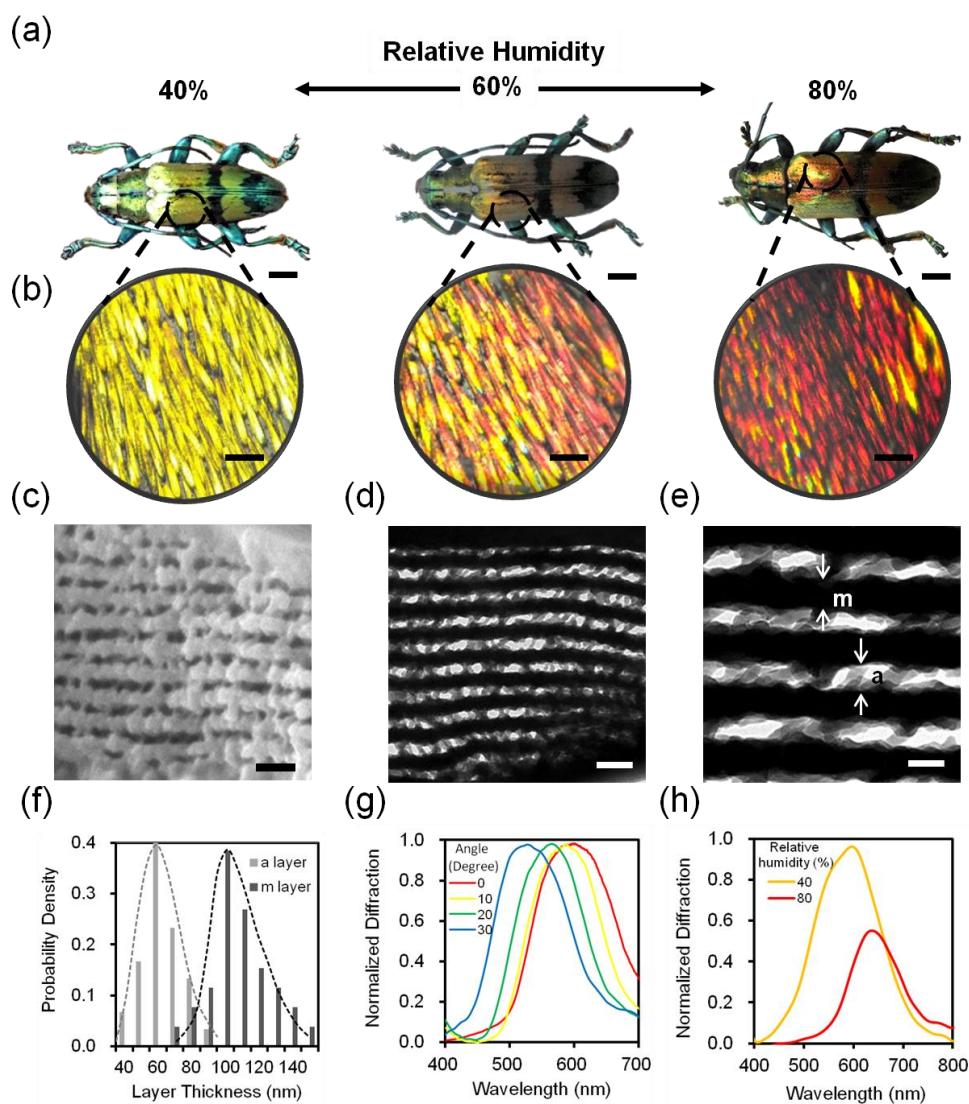 (a)
Relative Humidity
40%
60%
80%
(b)
(c)
(d)
(e)
m
a
(f)
(g)
(h)
0.4
0.3
0.2
0.1
0.0
a layer
m layer
Probability Density
40 60 80 100 120 140
Layer Thickness (nm)
1.0
0.8
0.6
0.4
0.2
0.0
Angle
(Degree)
0
10
20
30
Normalized Diffraction
400 500 600 700
Wavelength (nm)
1.0
0.8
0.6
0.4
0.2
0.0
Relative
humidity (%)
40
80
Normalized Diffraction
400 500 600 700 800
Wavelength (nm)